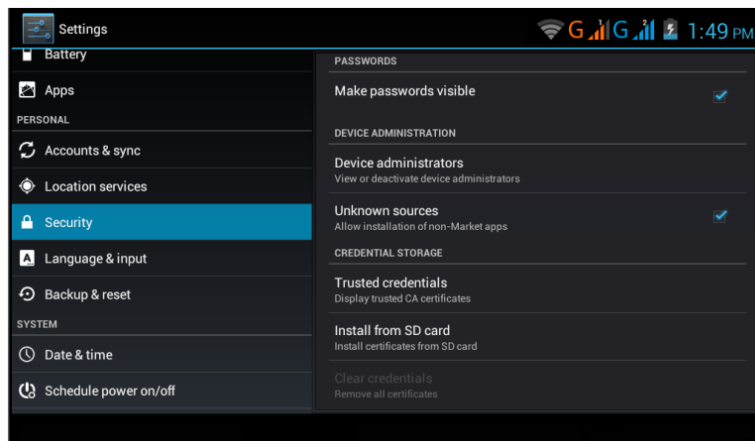 Settings
G 1 G 2 1:49 PM
Battery
Apps
PERSONAL
Accounts & sync
Location services
Security
A Language & input
Backup & reset
SYSTEM
Date & time
Schedule power on/off
PASSWORDS
Make passwords visible
DEVICE ADMINISTRATION
Device administrators
View or deactivate device administrators
Unknown sources
Allow installation of non-Market apps
CREDENTIAL STORAGE
Trusted credentials
Display trusted CA certificates
Install from SD card
Install certificates from SD card
Clear credentials
Remove all certificates